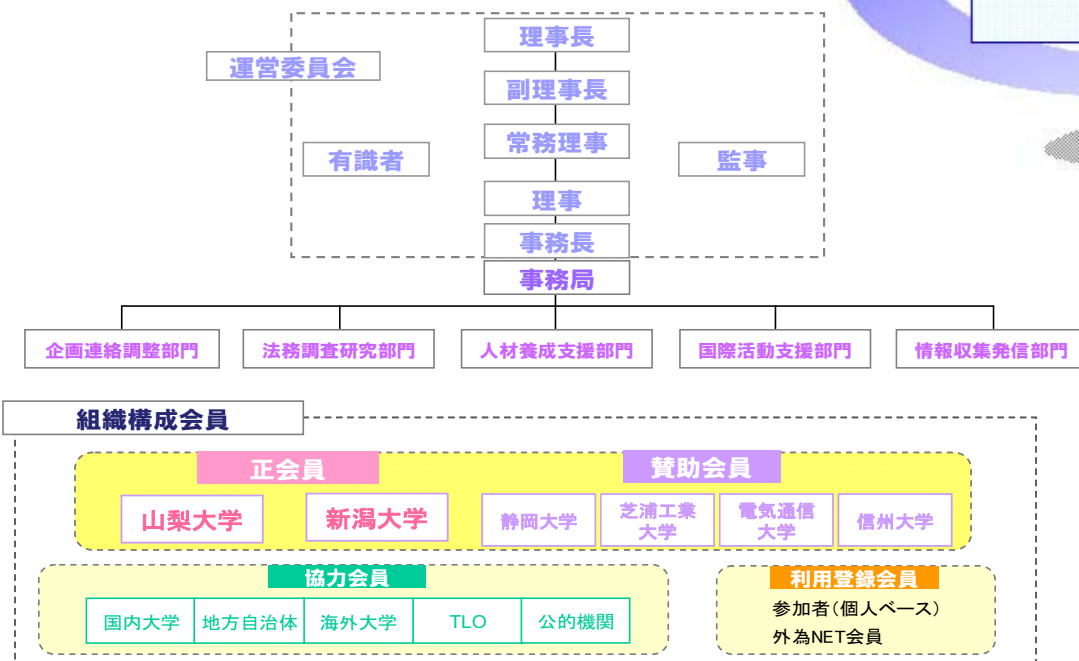 理事長
運営委員会
副理事長
常務理事
有識者
監事
理事
事務長
事務局
企画連絡調整部門
法務調査研究部門
人材養成支援部門
国際活動支援部門
情報収集発信部門
組織構成会員
正会員
賛助会員
山梨大学
新潟大学
静岡大学
芝浦工業
大学
電気通信
大学
信州大学
協力会員
国内大学
地方自治体
海外大学
TLO
公的機関
利用登録会員
参加者(個人ベース)
外為NET会員